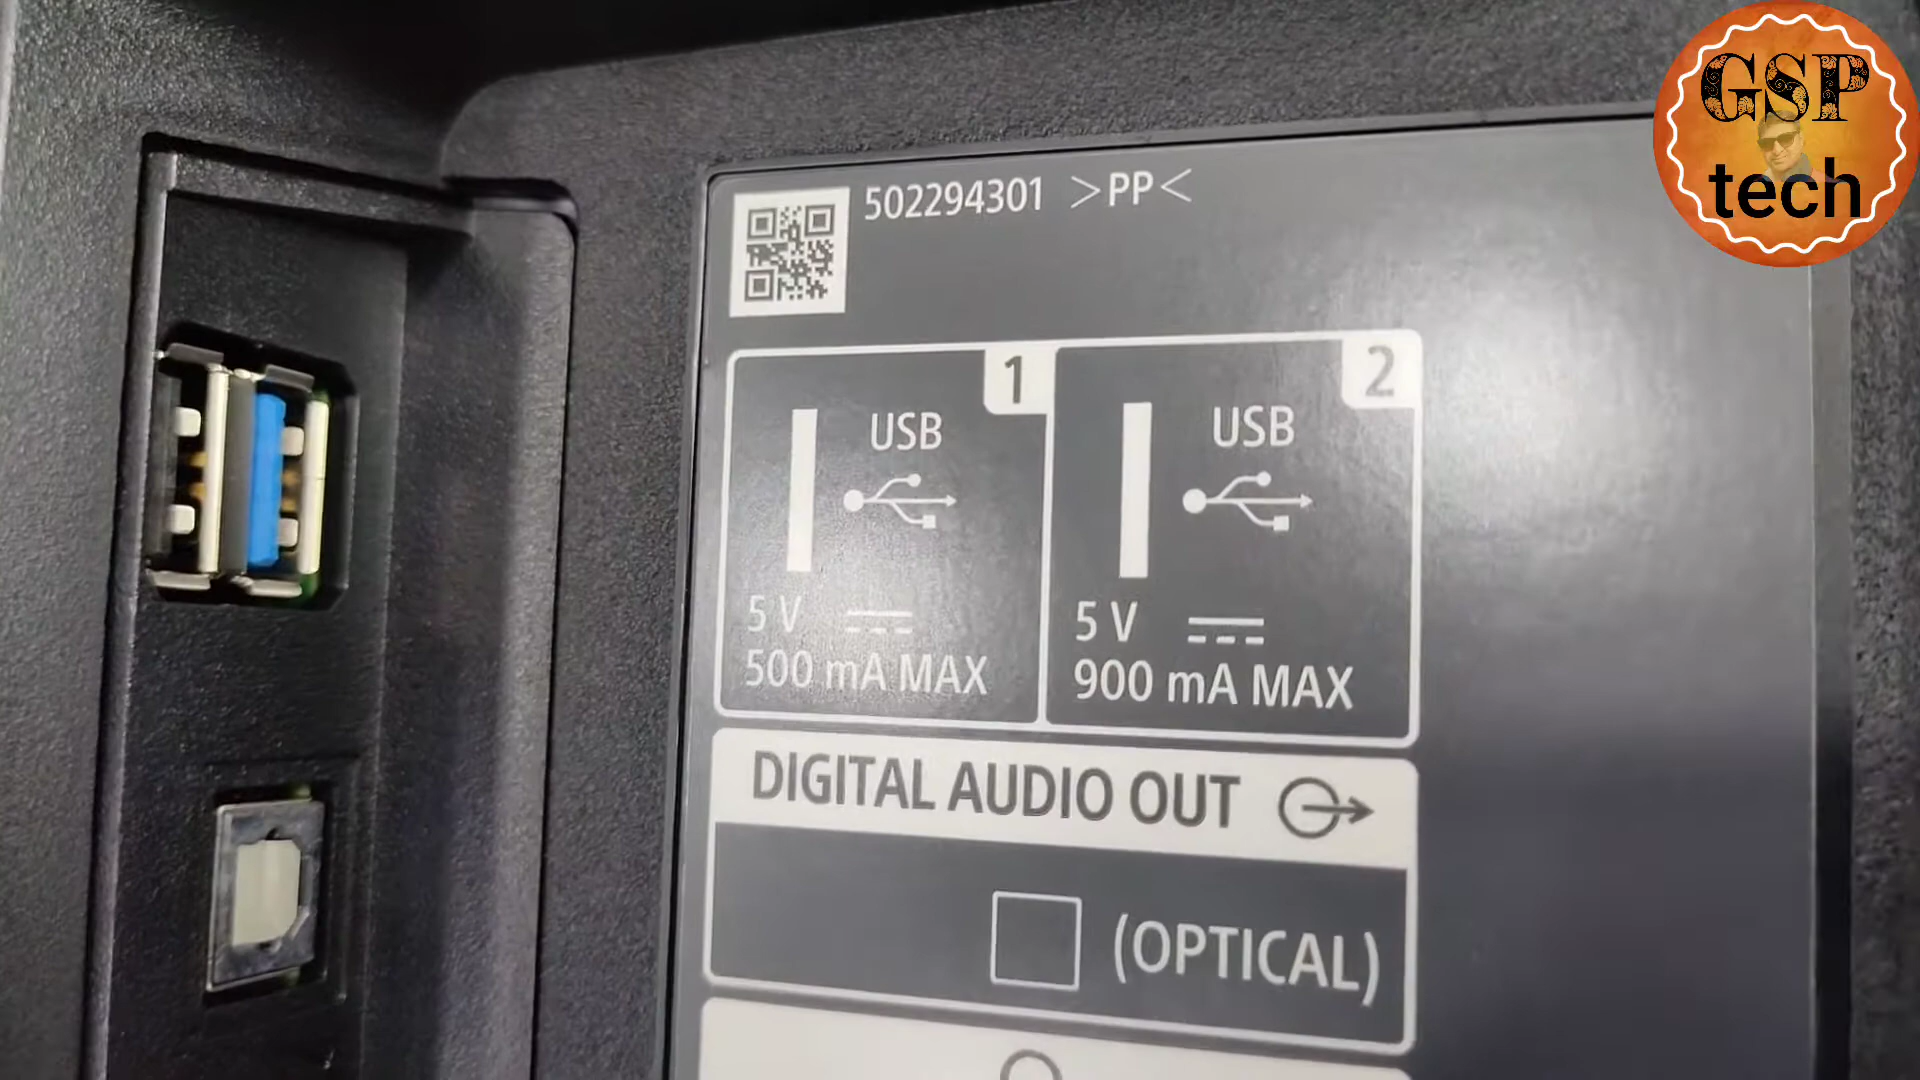 GSP
tech
502294301 >PP<
1
USB
5 V
500 mA MAX
2
USB
5 V
900 mA MAX
DIGITAL AUDIO OUT
(OPTICAL)